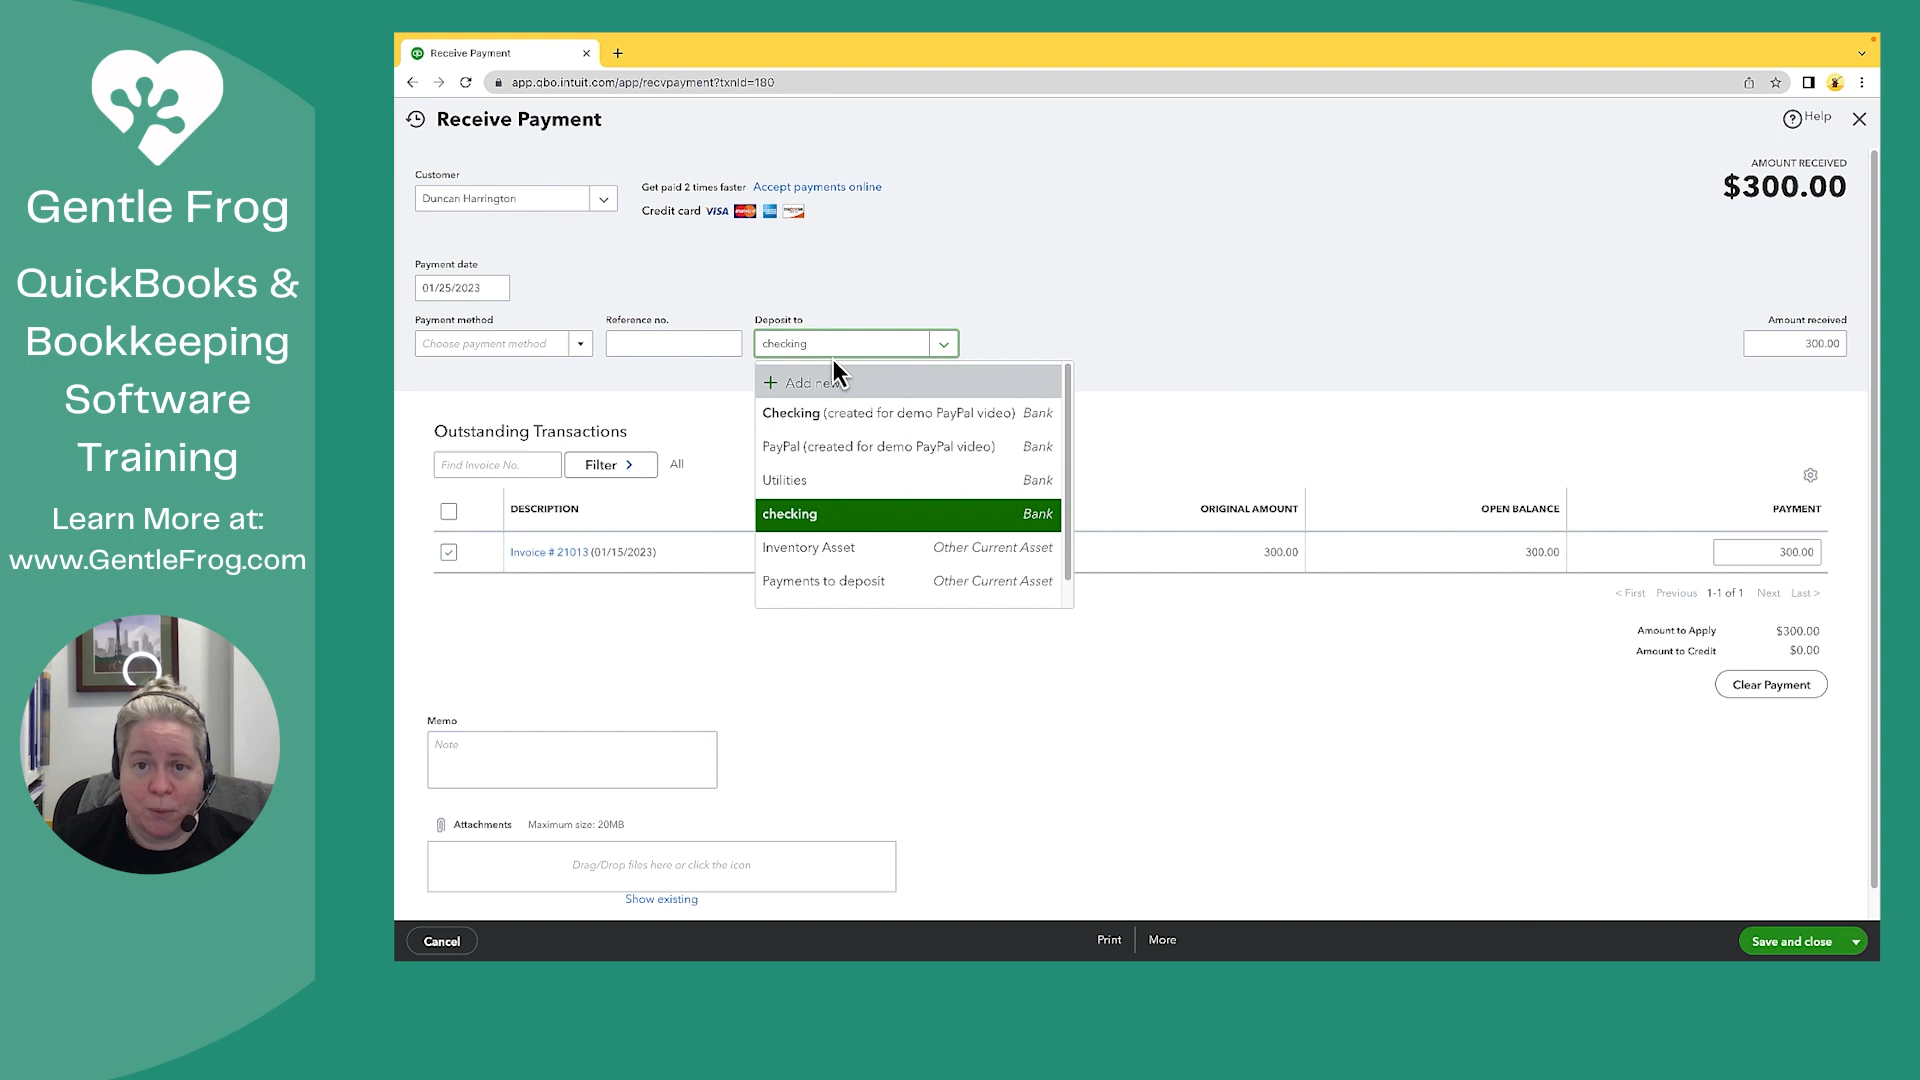 Gentle Frog
QuickBooks &
Bookkeeping
Software
Training
Learn More at:
www.GentleFrog.com
Receive Payment
app.qbo.intuit.com/app/recvpayment?txnId=180
Receive Payment
Help
Customer
Duncan Harrington
Get paid 2 times faster Accept payments online
Credit card VISA
AMOUNT RECEIVED
$300.00
Payment date
01/25/2023
Payment method
Choose payment method
Reference no.
Deposit to
checking
Amount received
300.00
+ Add new
Checking (created for demo PayPal video) Bank
PayPal (created for demo PayPal video) Bank
Utilities Bank
checking Bank
Inventory Asset Other Current Asset
Payments to deposit Other Current Asset
Outstanding Transactions
Find Invoice No.
Filter >
All
DESCRIPTION ORIGINAL AMOUNT OPEN BALANCE PAYMENT
Invoice # 21013 (01/15/2023) 300.00 300.00 300.00
< First Previous 1-1 of 1 Next Last >
Amount to Apply $300.00
Amount to Credit $0.00
Clear Payment
Memo
Note
Attachments Maximum size: 20MB
Drag/Drop files here or click the icon
Show existing
Cancel
Print
More
Save and close